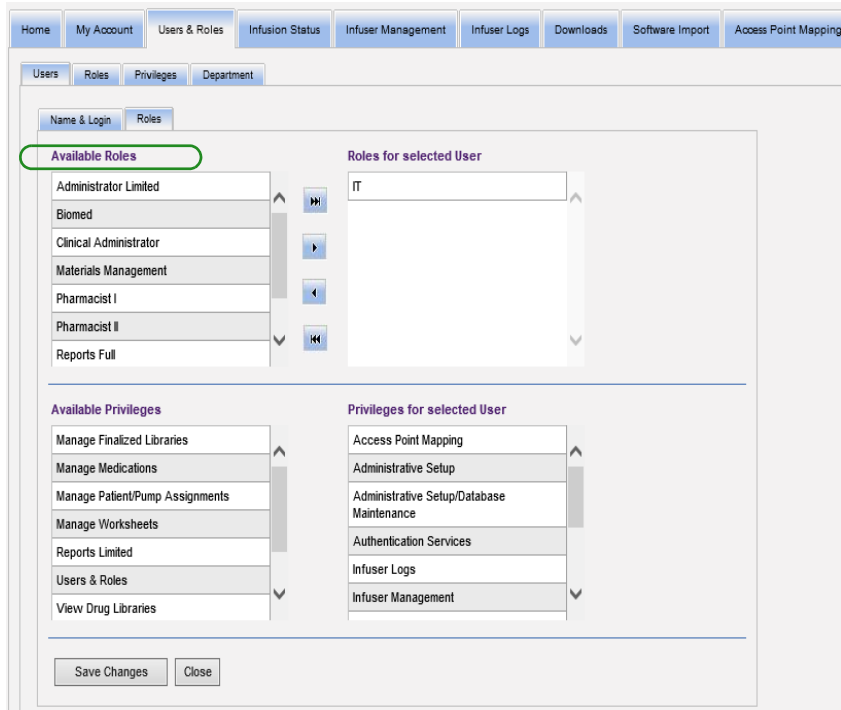 Home My Account Users & Roles Infusion Status Infuser Management Infuser Logs Downloads Software Import Access Point Mapping
Users Roles Privileges Department
Name & Login Roles
Available Roles Roles for selected User
Administrator Limited IT
Biomed
Clinical Administrator
Materials Management
Pharmacist I
Pharmacist II
Reports Full
Available Privileges Privileges for selected User
Manage Finalized Libraries Access Point Mapping
Manage Medications Administrative Setup
Manage Patient/Pump Assignments Administrative Setup/Database
Maintenance
Manage Worksheets
Authentication Services
Reports Limited
Infuser Logs
Users & Roles
Infuser Management
View Drug Libraries
Save Changes Close